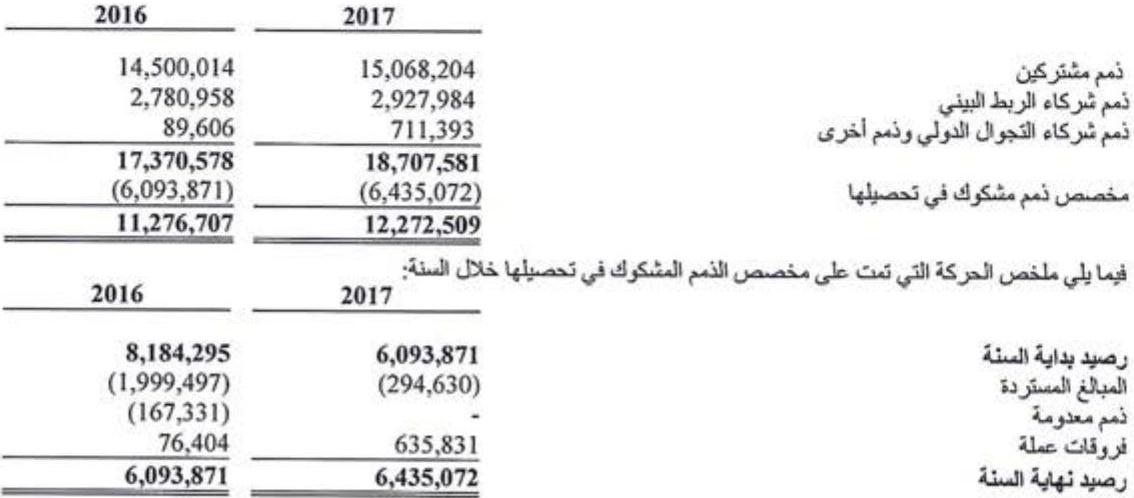 2017 2016
ذمم مشتركين 15,068,204 14,500,014
ذمم شركاء الربط البيني 2,927,984 2,780,958
ذمم شركاء التجوال الدولي وذمم أخرى 711,393 89,606
18,707,581 17,370,578
مخصص ذمم مشكوك في تحصيلها (6,435,072) (6,093,871)
12,272,509 11,276,707
فيما يلي ملخص الحركة التي تمت على مخصص الذمم المشكوك في تحصيلها خلال السنة:
2017 2016
رصيد بداية السنة 6,093,871 8,184,295
المبالغ المستردة (294,630) (1,999,497)
ذمم معدومة - (167,331)
فروقات عملة 635,831 76,404
رصيد نهاية السنة 6,435,072 6,093,871